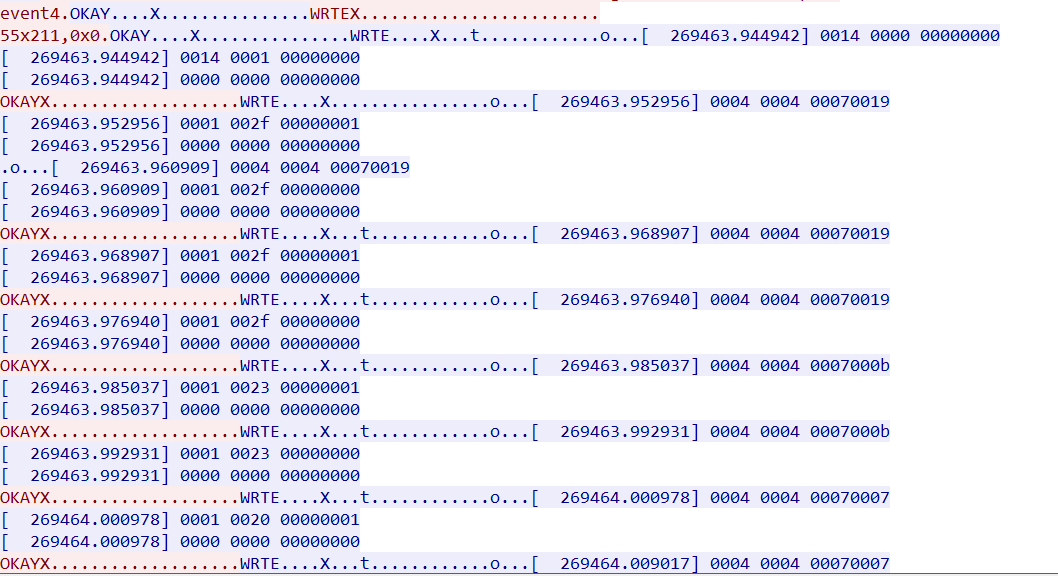 event4.OKAY....X...............WRTEX........................
55x211,0x0.OKAY....X...............WRTE....X...t............o...[  269463.944942] 0014 0000 00000000
[  269463.944942] 0014 0001 00000000
[  269463.944942] 0000 0000 00000000
OKAYX...................WRTE....X................o...[  269463.952956] 0004 0004 00070019
[  269463.952956] 0001 002f 00000001
[  269463.952956] 0000 0000 00000000
.o...[  269463.960909] 0004 0004 00070019
[  269463.960909] 0001 002f 00000000
[  269463.960909] 0000 0000 00000000
OKAYX...................WRTE....X...t............o...[  269463.968907] 0004 0004 00070019
[  269463.968907] 0001 002f 00000001
[  269463.968907] 0000 0000 00000000
OKAYX...................WRTE....X...t............o...[  269463.976940] 0004 0004 00070019
[  269463.976940] 0001 002f 00000000
[  269463.976940] 0000 0000 00000000
OKAYX...................WRTE....X...t............o...[  269463.985037] 0004 0004 0007000b
[  269463.985037] 0001 0023 00000001
[  269463.985037] 0000 0000 00000000
OKAYX...................WRTE....X...t............o...[  269463.992931] 0004 0004 0007000b
[  269463.992931] 0001 0023 00000000
[  269463.992931] 0000 0000 00000000
OKAYX...................WRTE....X...t............o...[  269464.000978] 0004 0004 00070007
[  269464.000978] 0001 0020 00000001
[  269464.000978] 0000 0000 00000000
OKAYX...................WRTE....X...t............o...[  269464.009017] 0004 0004 00070007